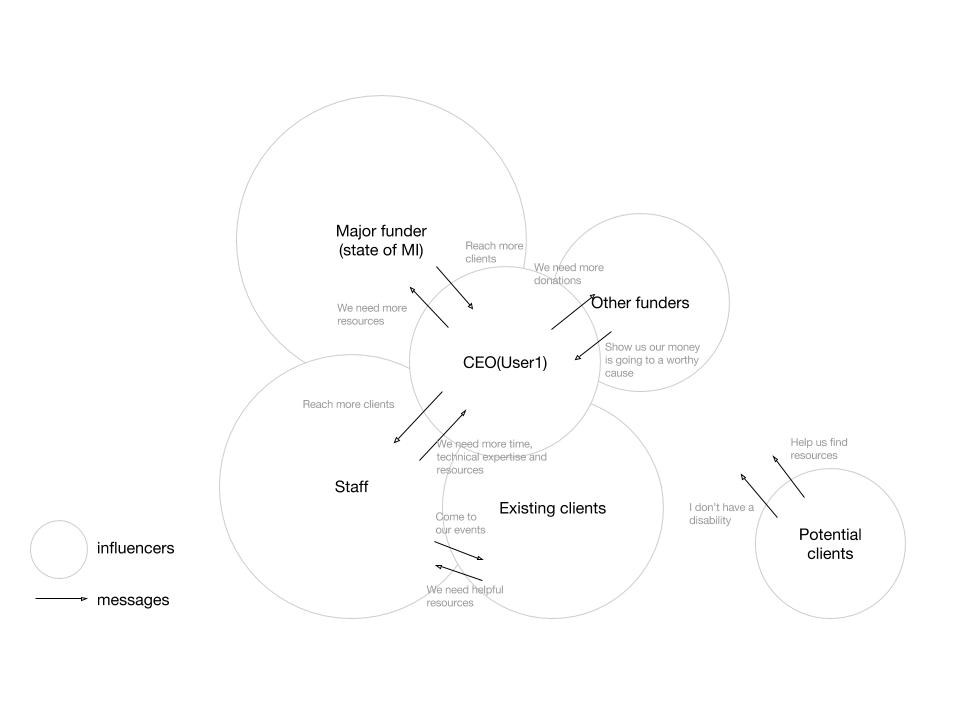 Major funder
(state of MI)
Reach more
clients
We need more
donations
We need more
resources
Other funders
CEO(User1)
Show us our money
is going to a worthy
cause
Reach more clients
We need more time,
technical expertise and
resources
Staff
Existing clients
Come to
our events
We need helpful
resources
Help us find
resources
I don't have a
disability
Potential
clients
influencers
messages